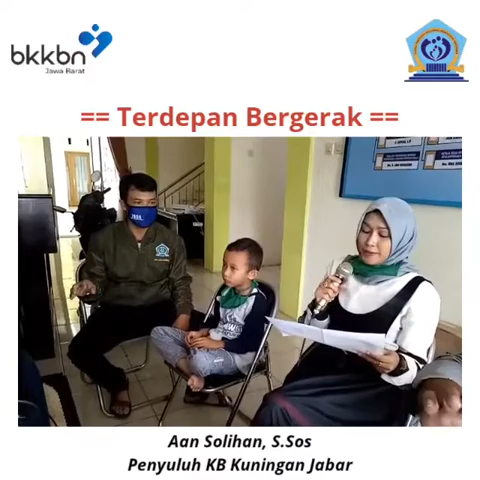 bkkbn
Jawa Barat
== Terdepan Bergerak ==
Aan Solihan, S.Sos
Penyuluh KB Kuningan Jabar